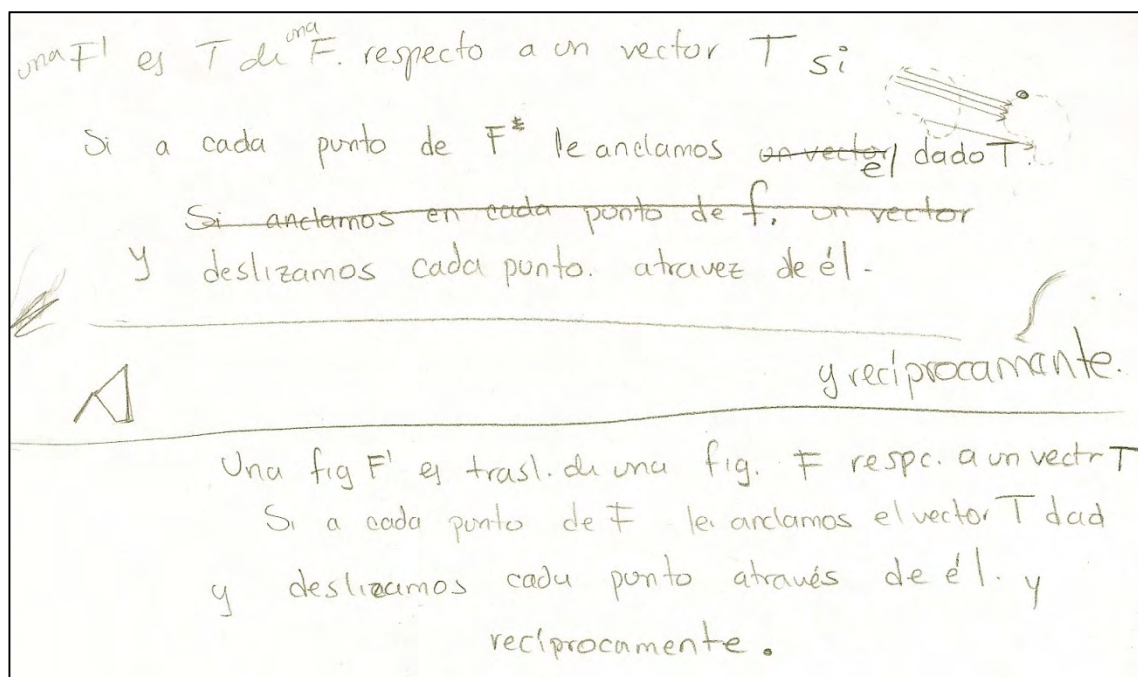 una F' es T de una F. respecto a un vector T si
Si a cada punto de F le anclamos un vector el dado T.
Si anclamos en cada punto de f. un vector
y deslizamos cada punto. atravez de él.
y recíprocamante.
Una fig F' es trasl. de una fig. F respc. a un vectr T
Si a cada punto de F le anclamos el vector T dad
y deslizamos cada punto através de él. y
recíprocamente.